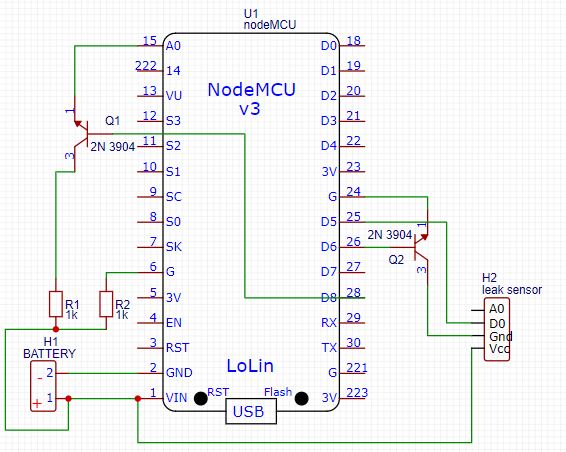 U1
nodeMCU
15 A0
222 14
13 VU
12 S3
11 S2
10 S1
9 SC
8 S0
7 SK
6 G
5 3V
4 EN
3 RST
2 GND
1 VIN
NodeMCU
v3
D0 18
D1 19
D2 20
D3 21
D4 22
3V 23
G 24
D5 25
D6 26
D7 27
D8 28
RX 29
TX 30
G 221
3V 223
LoLin
RST
Flash
USB
1
Q1
2N 3904
3
R1
1k
R2
1k
H1
BATTERY
- 2
+ 1
2N 3904
1
Q2
3
H2
leak sensor
A0
D0
Gnd
Vcc